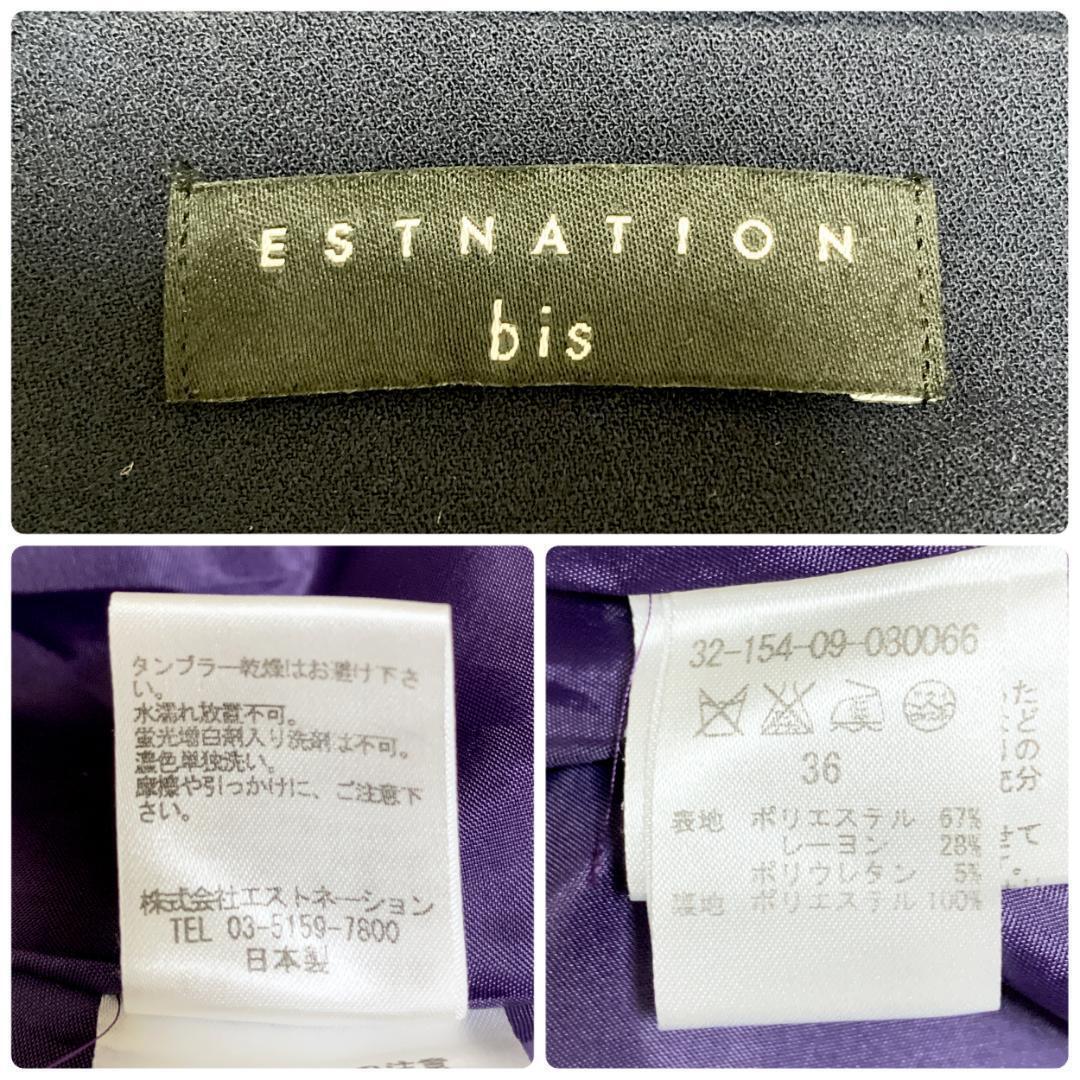 ESTNATION
bis
タンブラー乾燥はお避け下さ
い。
水濡れ放置不可。
蛍光増白剤入り洗剤は不可。
濃色単独洗い。
摩擦や引っかけに、ご注意下
さい。
株式会社エストネーション
TEL 03-5159-7800
日本製
注意
32-154-09-030066
36
表地 ポリエステル 67%
レーヨン 28%
ポリウレタン 5%
裏地 ポリエステル 100%